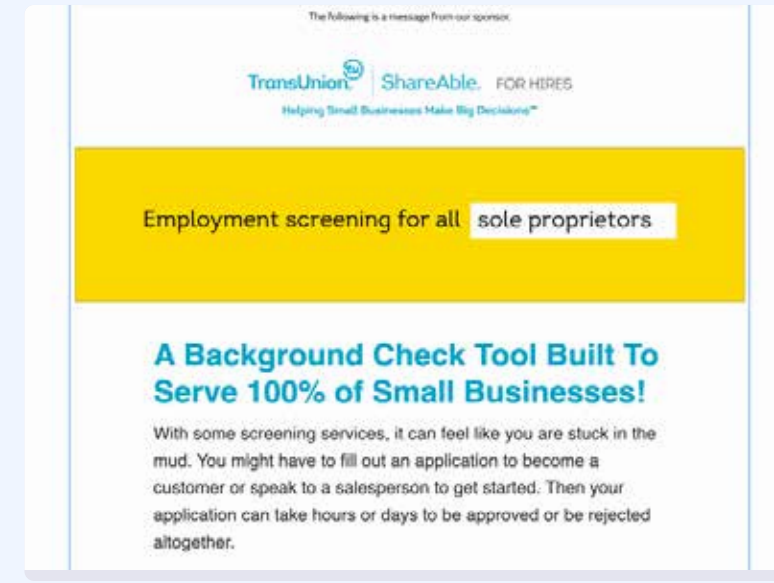 The following is a message from our sponsor.
TransUnion. tu ShareAble. FOR HIRES
Helping Small Businesses Make Big Decisions™
Employment screening for all sole proprietors
A Background Check Tool Built To
Serve 100% of Small Businesses!
With some screening services, it can feel like you are stuck in the
mud. You might have to fill out an application to become a
customer or speak to a salesperson to get started. Then your
application can take hours or days to be approved or be rejected
altogether.